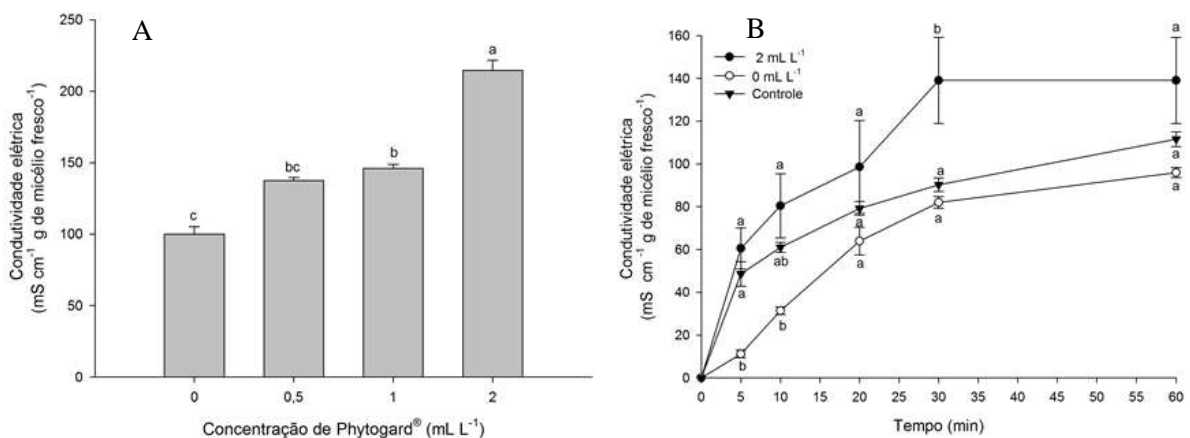 A
250
200
150
100
50
0
Condutividade elétrica
(mS cm-1 g de micélio fresco-1)
c
bc
b
a
0 0,5 1 2
Concentração de Phytogard® (mL L-1)
B
160
140
120
100
80
60
40
20
0
Condutividade elétrica
(mS cm-1 g de micélio fresco-1)
2 mL L-1
0 mL L-1
Controle
a
a
b
a
ab
b
a
a
a
b
a
a
a
a
a
0 5 10 15 20 25 30 35 40 45 50 55 60
Tempo (min)